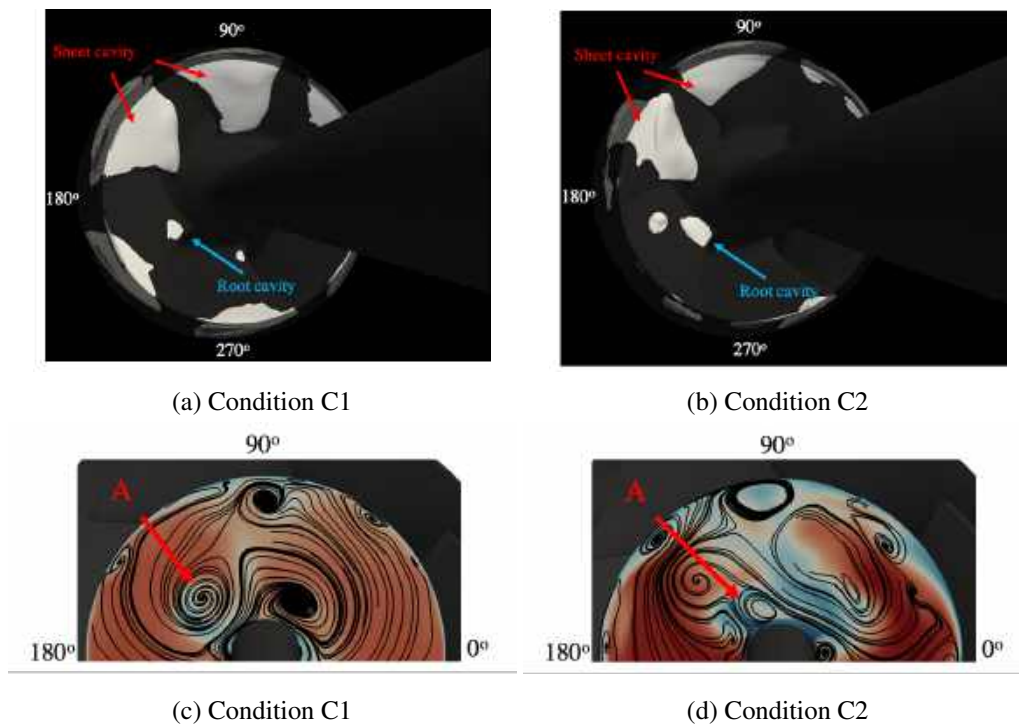 90°
Sheet cavity
180°
Root cavity
270°
(a) Condition C1
90°
Sheet cavity
180°
Root cavity
270°
(b) Condition C2
90°
A
180°
0°
(c) Condition C1
90°
A
180°
0°
(d) Condition C2